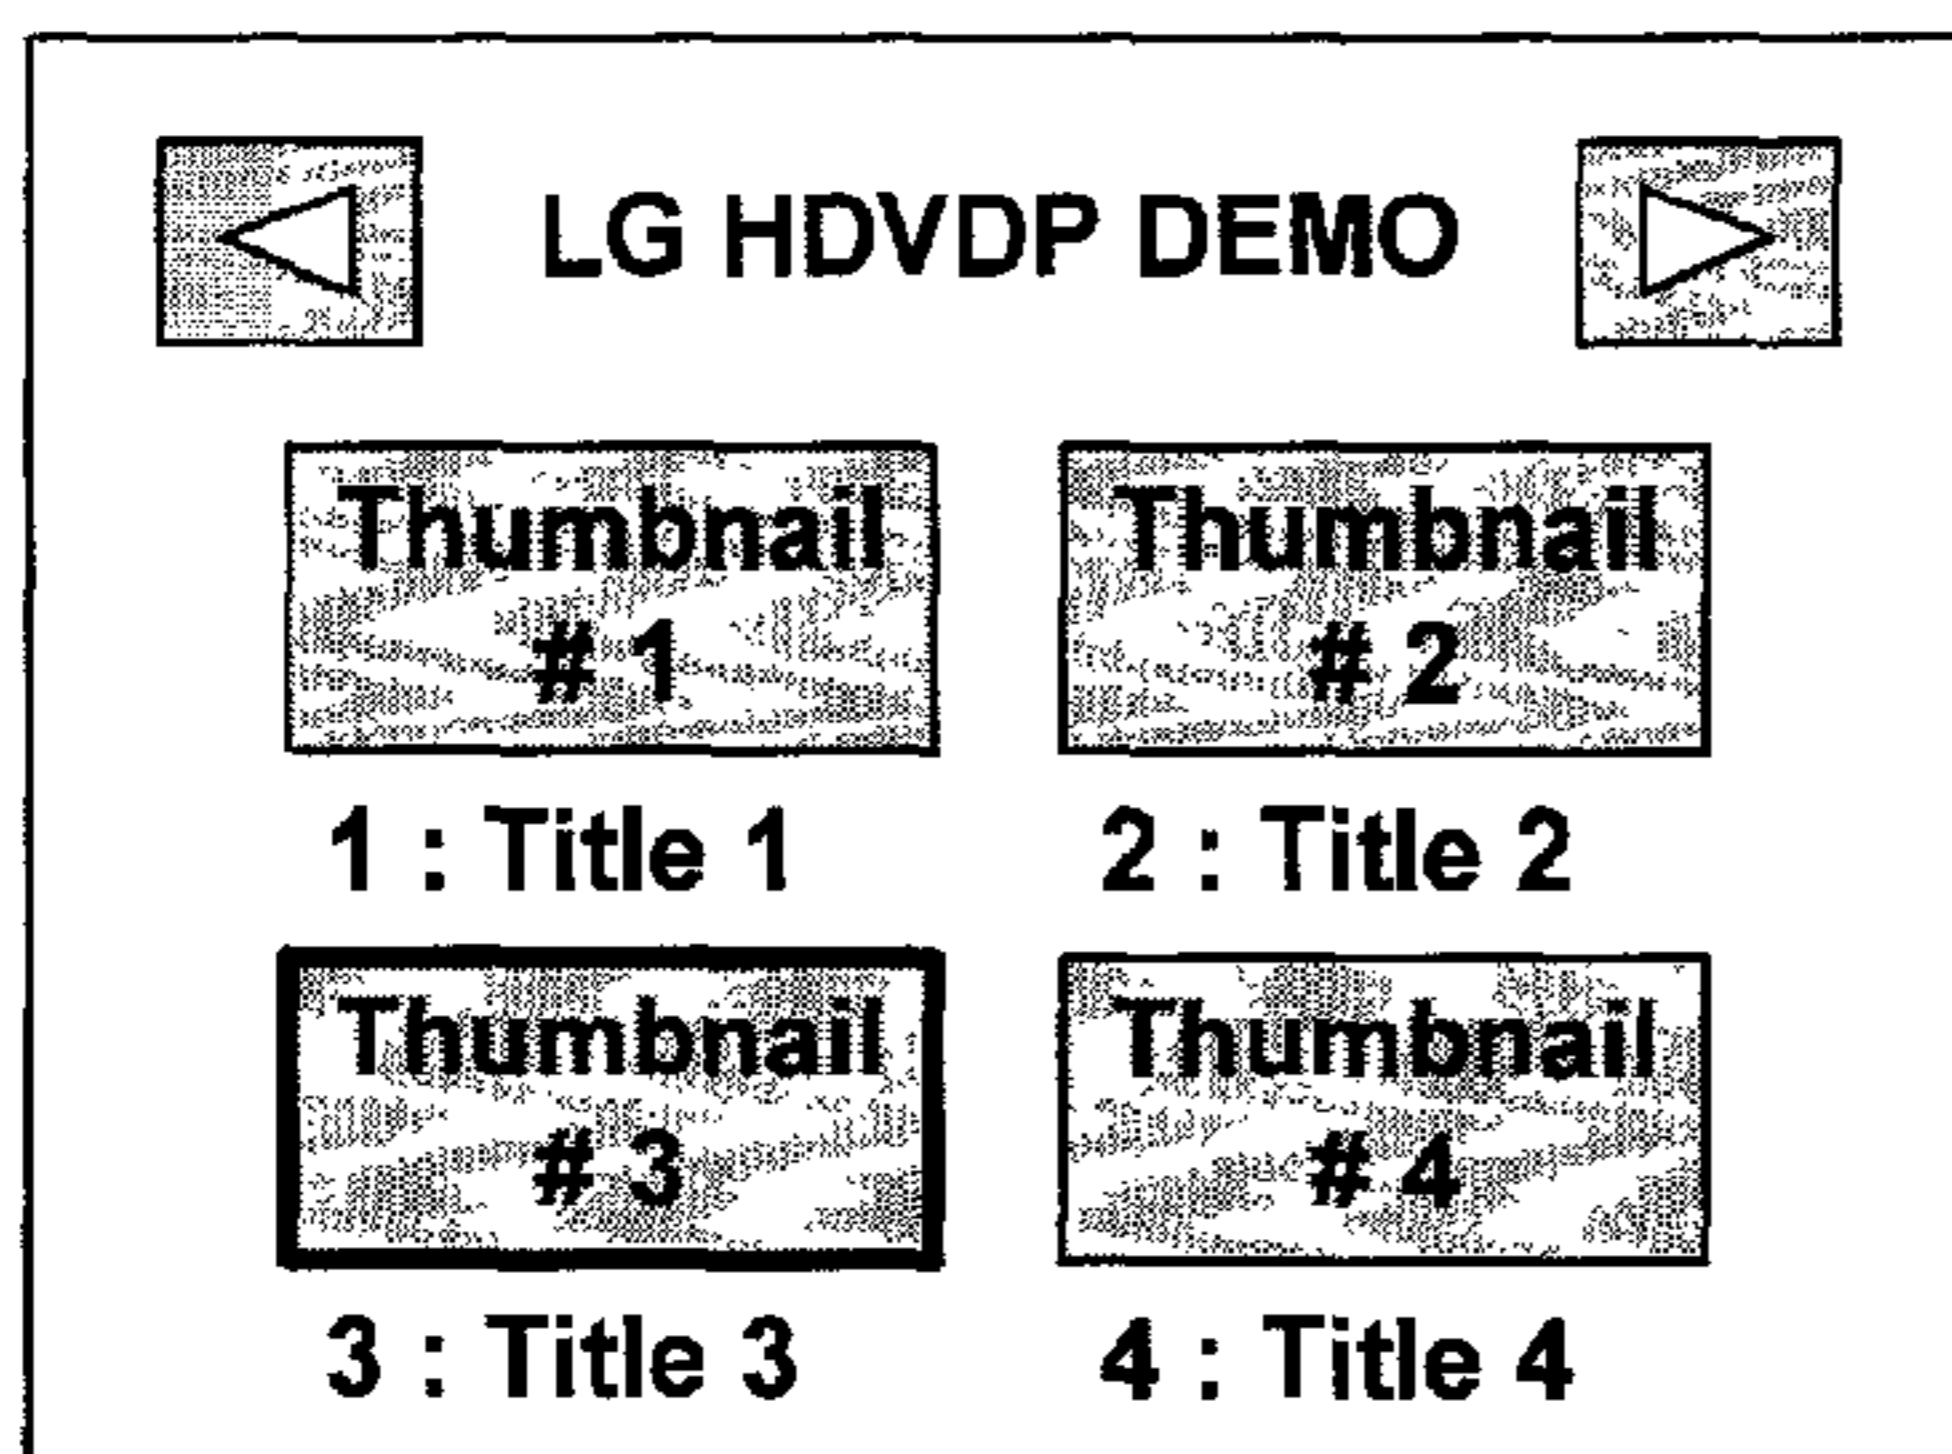 LG HDVDP DEMO
Thumbnail
# 1
Thumbnail
# 2
1 : Title 1
2 : Title 2
Thumbnail
# 3
Thumbnail
# 4
3 : Title 3
4 : Title 4